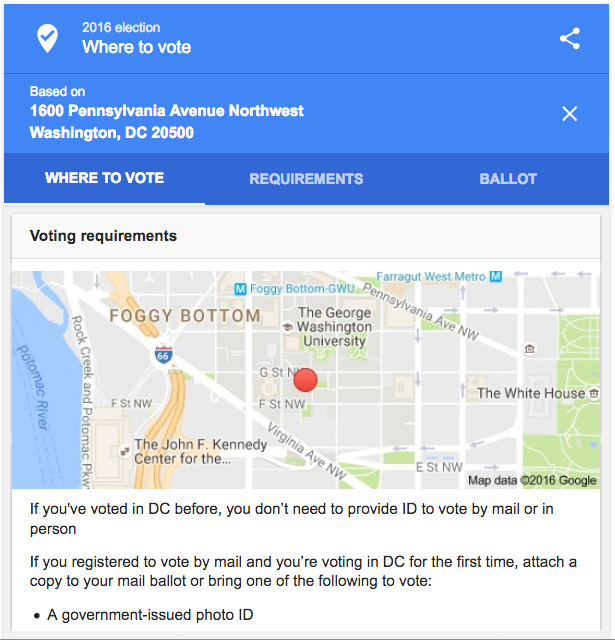 2016 election
Where to vote
Based on
1600 Pennsylvania Avenue Northwest
Washington, DC 20500
WHERE TO VOTE
REQUIREMENTS
BALLOT
Voting requirements
Farragut West Metro M
M Foggy Bottom-GWU
Pennsylvania Ave NW
FOGGY BOTTOM
The George
Washington
University
66
Rock Creek and Potomac Pkwy
Potomac River
G St NW
F St NW
F St NW
The White House
Virginia Ave NW
The John F. Kennedy
Center for the...
E St NW
Map data ©2016 Google
If you've voted in DC before, you don’t need to provide ID to vote by mail or in
person
If you registered to vote by mail and you’re voting in DC for the first time, attach a
copy to your mail ballot or bring one of the following to vote:
• A government-issued photo ID